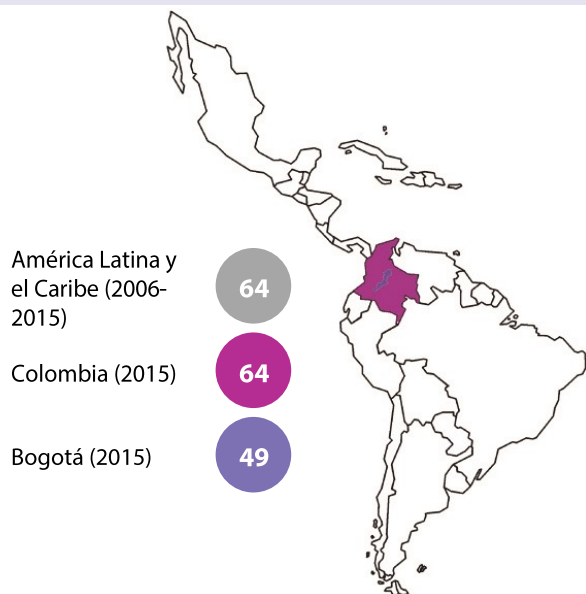 América Latina y
el Caribe (2006-
2015)
64
Colombia (2015)
64
Bogotá (2015)
49